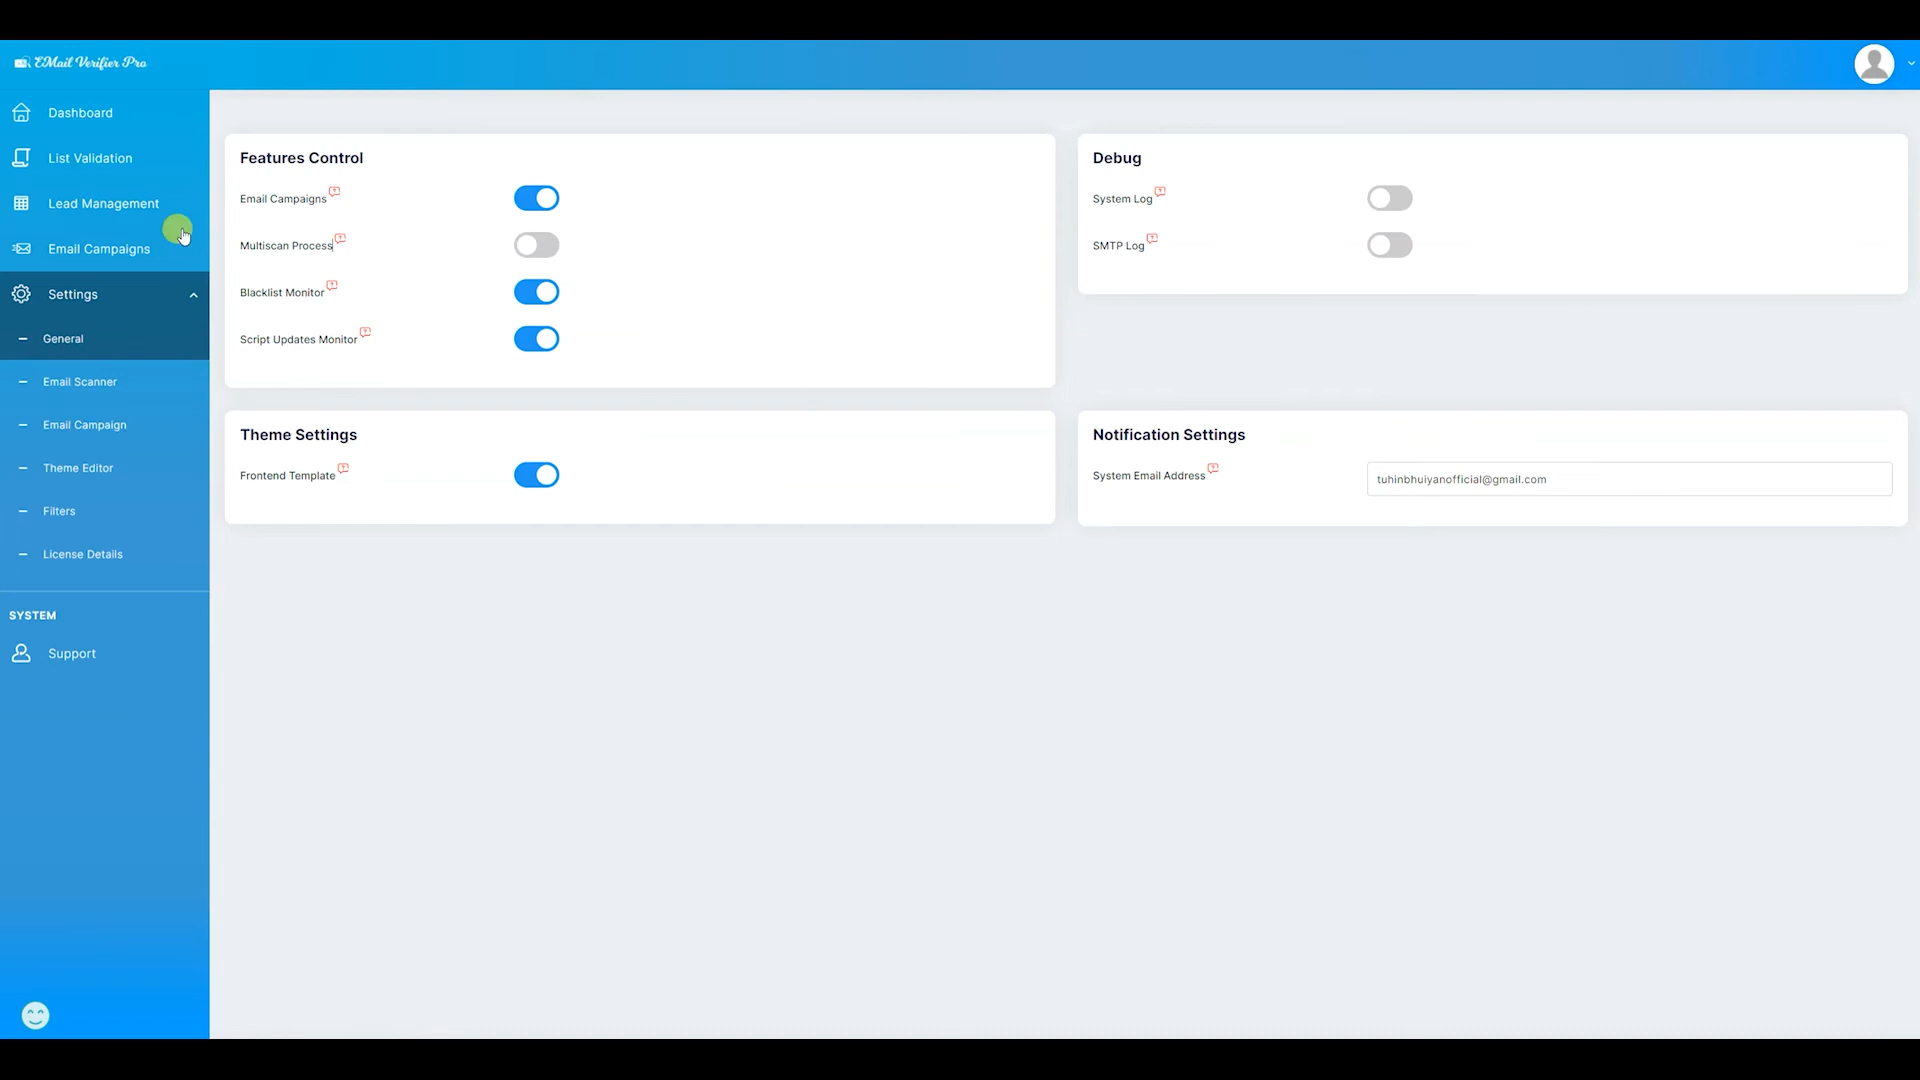 EMail Verifier Pro
Dashboard
List Validation
Lead Management
Email Campaigns
Settings
General
Email Scanner
Email Campaign
Theme Editor
Filters
License Details
SYSTEM
Support
Features Control
Email Campaigns
Multiscan Process
Blacklist Monitor
Script Updates Monitor
Debug
System Log
SMTP Log
Theme Settings
Frontend Template
Notification Settings
System Email Address
tuhinbhuiyanofficial@gmail.com